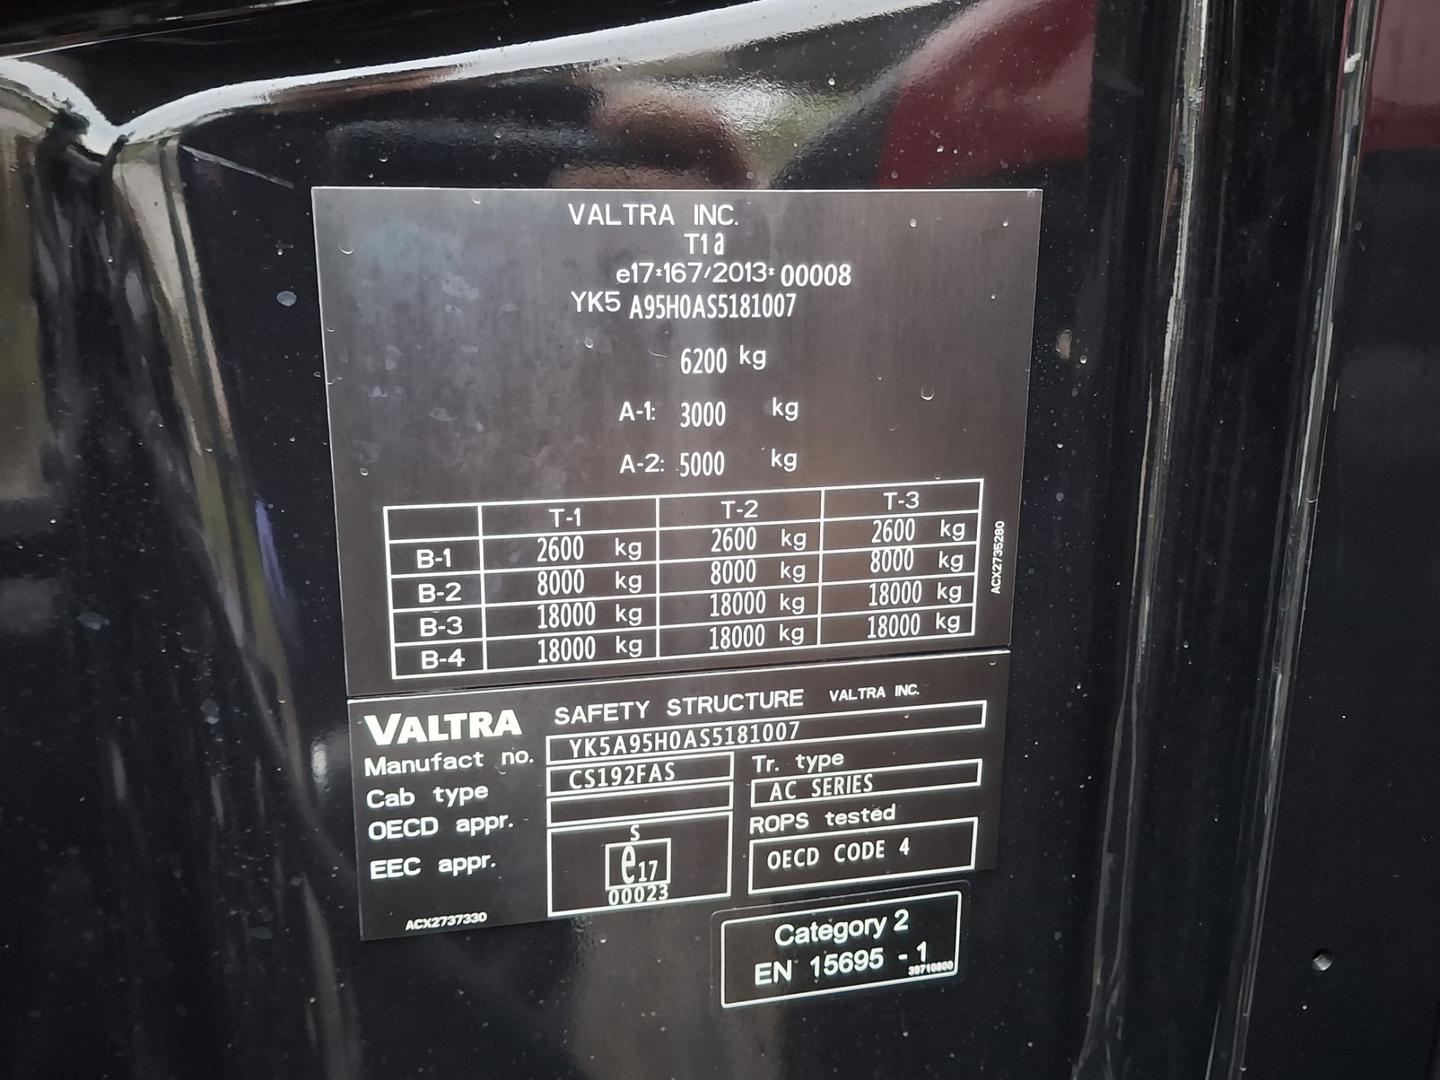 VALTRA INC.
T1a
e17*167/2013*00008
YK5 A95H0AS5181007
6200 kg
A-1: 3000 kg
A-2: 5000 kg
T-1 T-2 T-3
B-1 2600 kg 2600 kg 2600 kg
B-2 8000 kg 8000 kg 8000 kg
B-3 18000 kg 18000 kg 18000 kg
B-4 18000 kg 18000 kg 18000 kg
ACX2735280
VALTRA SAFETY STRUCTURE VALTRA INC.
Manufact no. YK5A95H0AS5181007
Cab type CS192FAS Tr. type
AC SERIES
OECD appr. ROPS tested
EEC appr. S OECD CODE 4
e17
00023
ACX2737330
Category 2
EN 15695 - 1
39710800